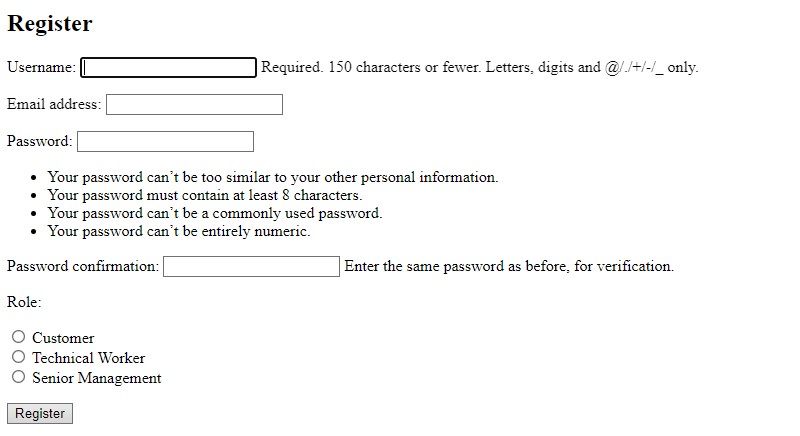 Register
Username: Required. 150 characters or fewer. Letters, digits and @/./+/-/_ only.
Email address:
Password:
• Your password can't be too similar to your other personal information.
• Your password must contain at least 8 characters.
• Your password can't be a commonly used password.
• Your password can't be entirely numeric.
Password confirmation: Enter the same password as before, for verification.
Role:
Customer
Technical Worker
Senior Management
Register